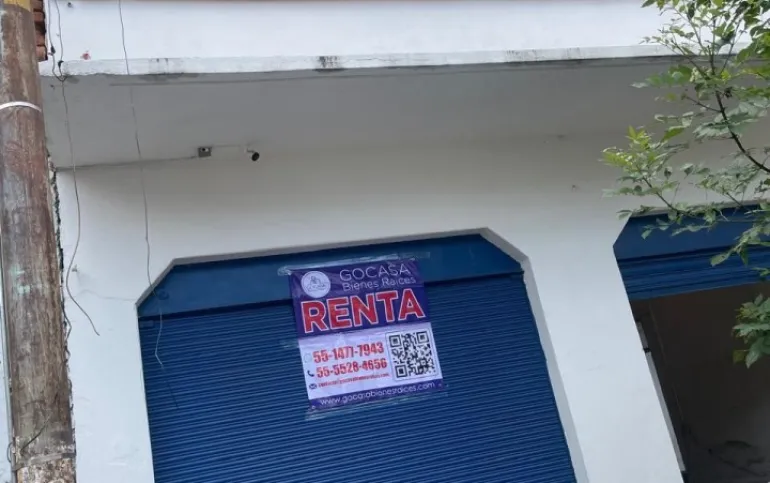 GOCASA
Bienes Raíces
RENTA
55-1477-7943
55-5528-4656
www.gocasabienesraices.com